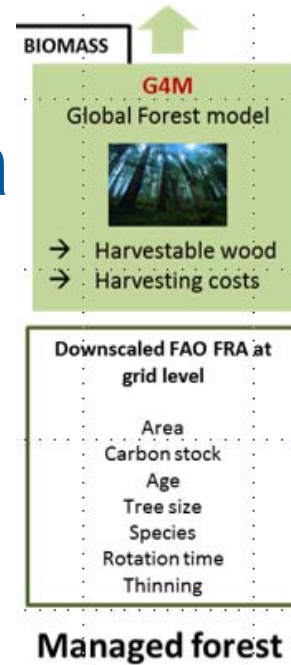 BIOMASS
G4M
Global Forest model
→ Harvestable wood
→ Harvesting costs
Downscaled FAO FRA at
grid level
Area
Carbon stock
Age
Tree size
Species
Rotation time
Thinning
Managed forest